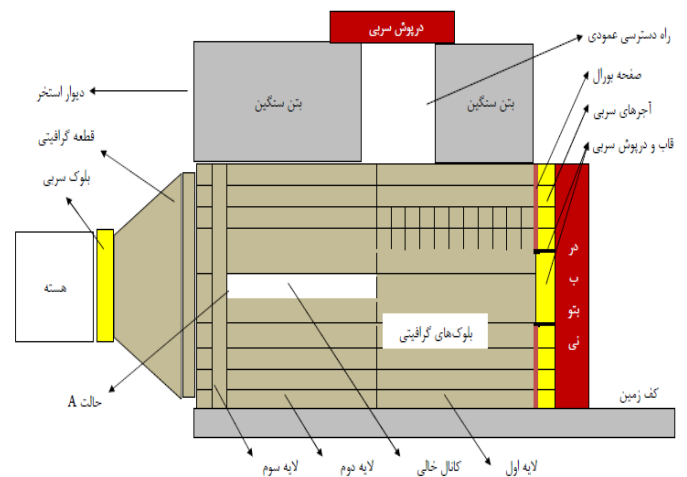 درپوش سربی
راه دسترسی عمودی
صفحه بورال
دیوار استخر
بتن سنگین
بتن سنگین
آجرهای سربی
قطعه گرافیتی
قاب و درپوش سربی
بلوک سربی
هسته
در
ب
بتو
نی
بلوک‌های گرافیتی
حالت A
کف زمین
لایه سوم
لایه دوم
کانال خالی
لایه اول